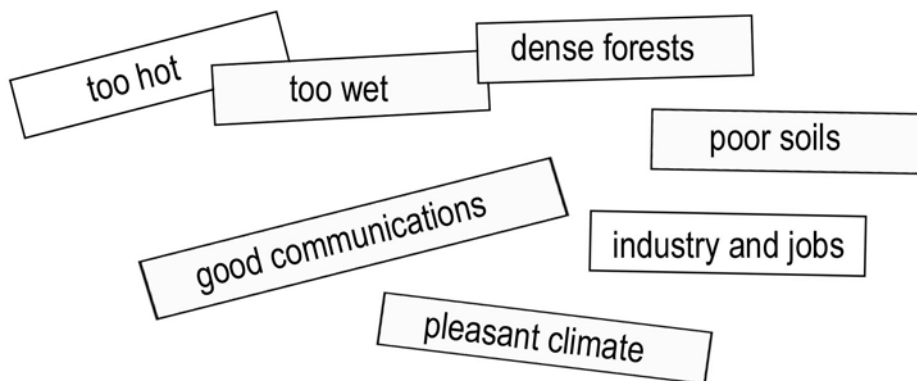 too hot
too wet
dense forests
poor soils
good communications
industry and jobs
pleasant climate